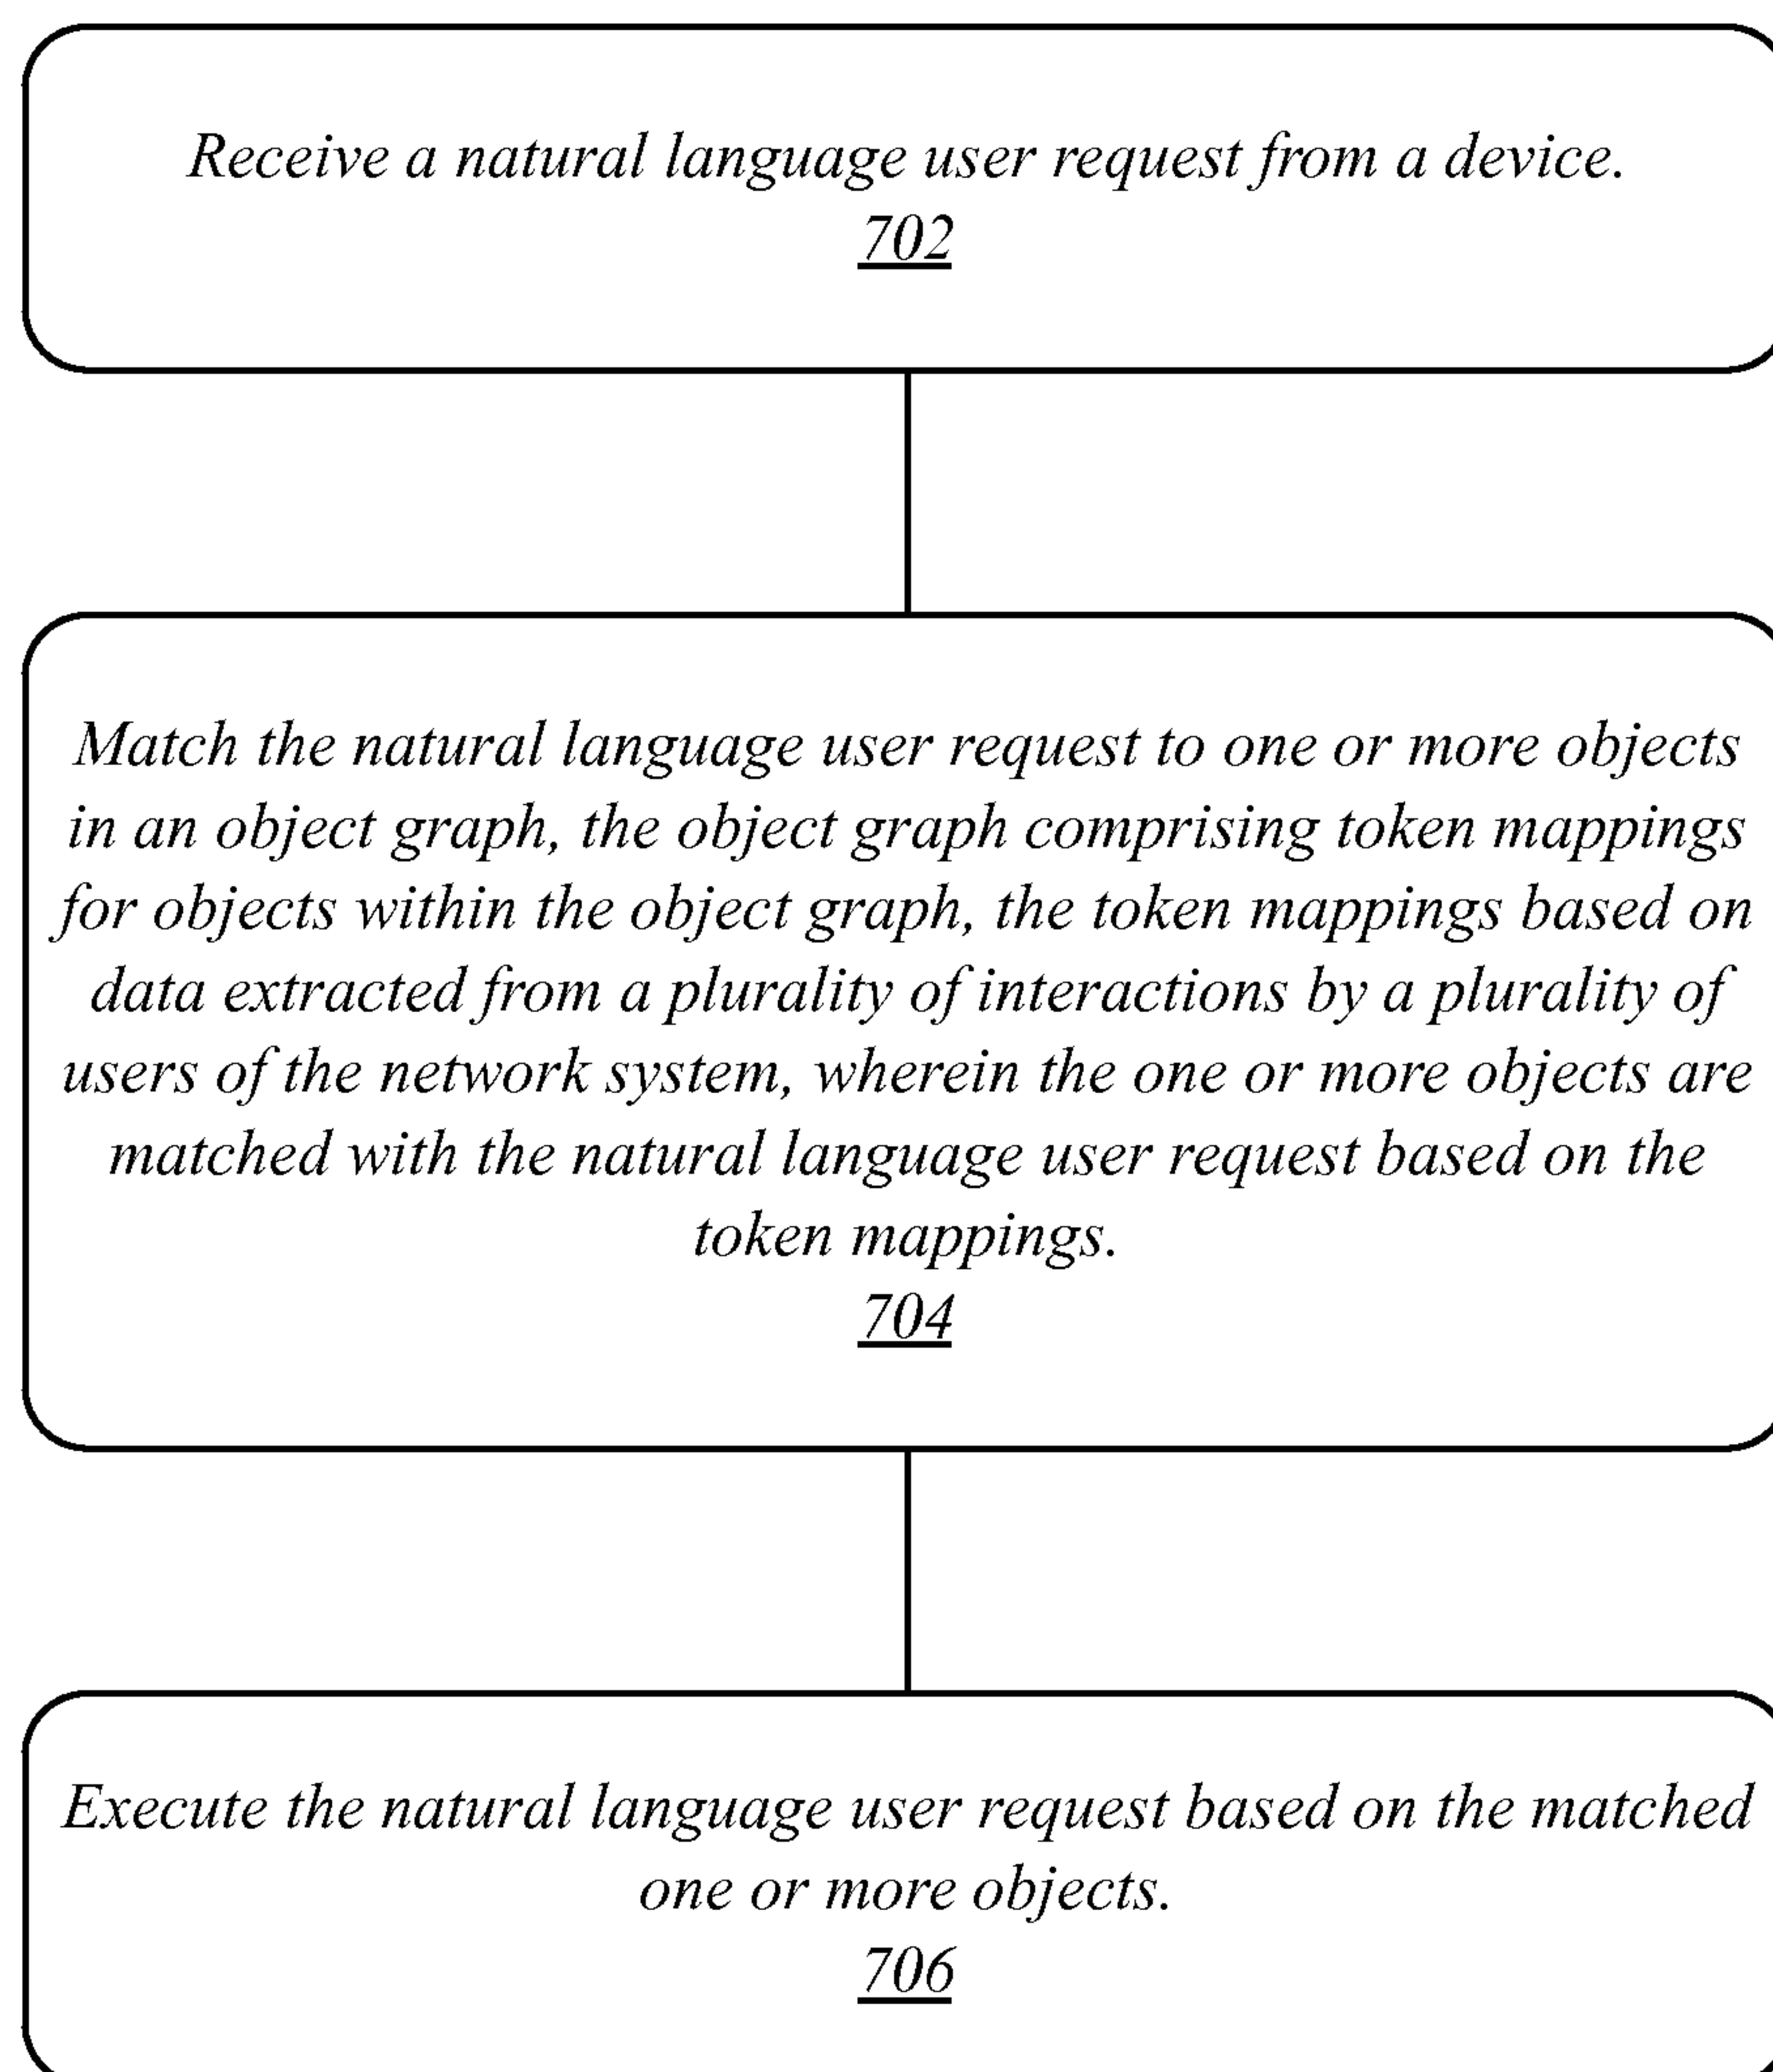 Receive a natural language user request from a device.
702
Match the natural language user request to one or more objects
in an object graph, the object graph comprising token mappings
for objects within the object graph, the token mappings based on
data extracted from a plurality of interactions by a plurality of
users of the network system, wherein the one or more objects are
matched with the natural language user request based on the
token mappings.
704
Execute the natural language user request based on the matched
one or more objects.
706